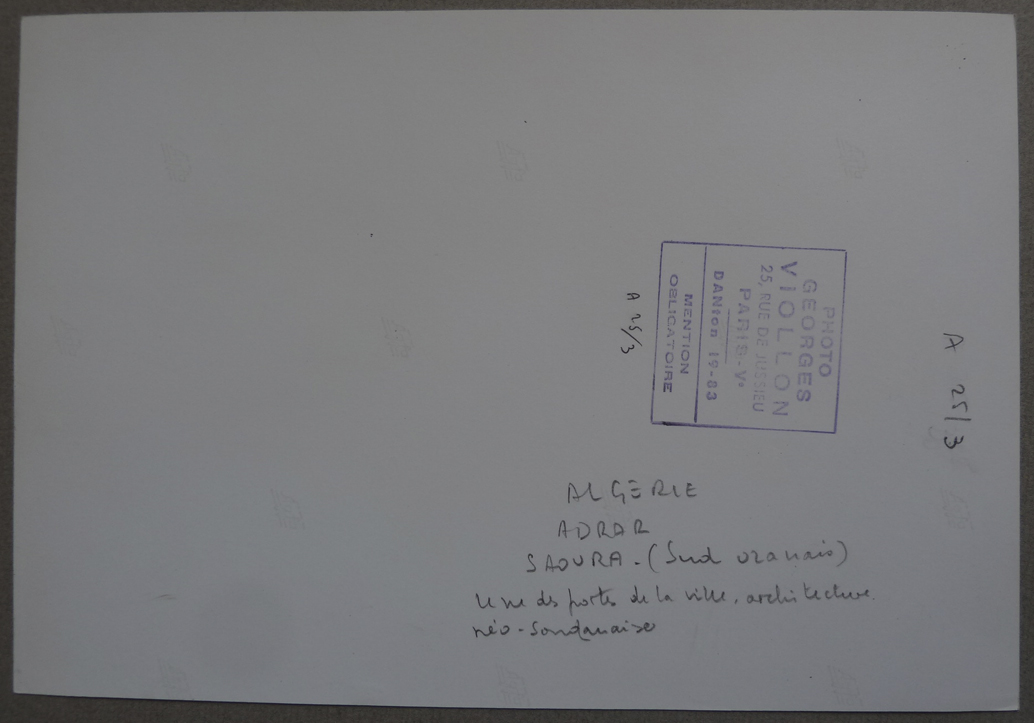 PHOTO
GEORGES
VIOLLON
25, RUE DE JUSSIEU
PARIS - Vᵉ
DANton 19-83
MENTION
OBLIGATOIRE
A 25/3
A 25/3
ALGERIE
ADRAR
SAOURA - (Sud oranais)
des portes de la ville, architecture
néo-soudanaise